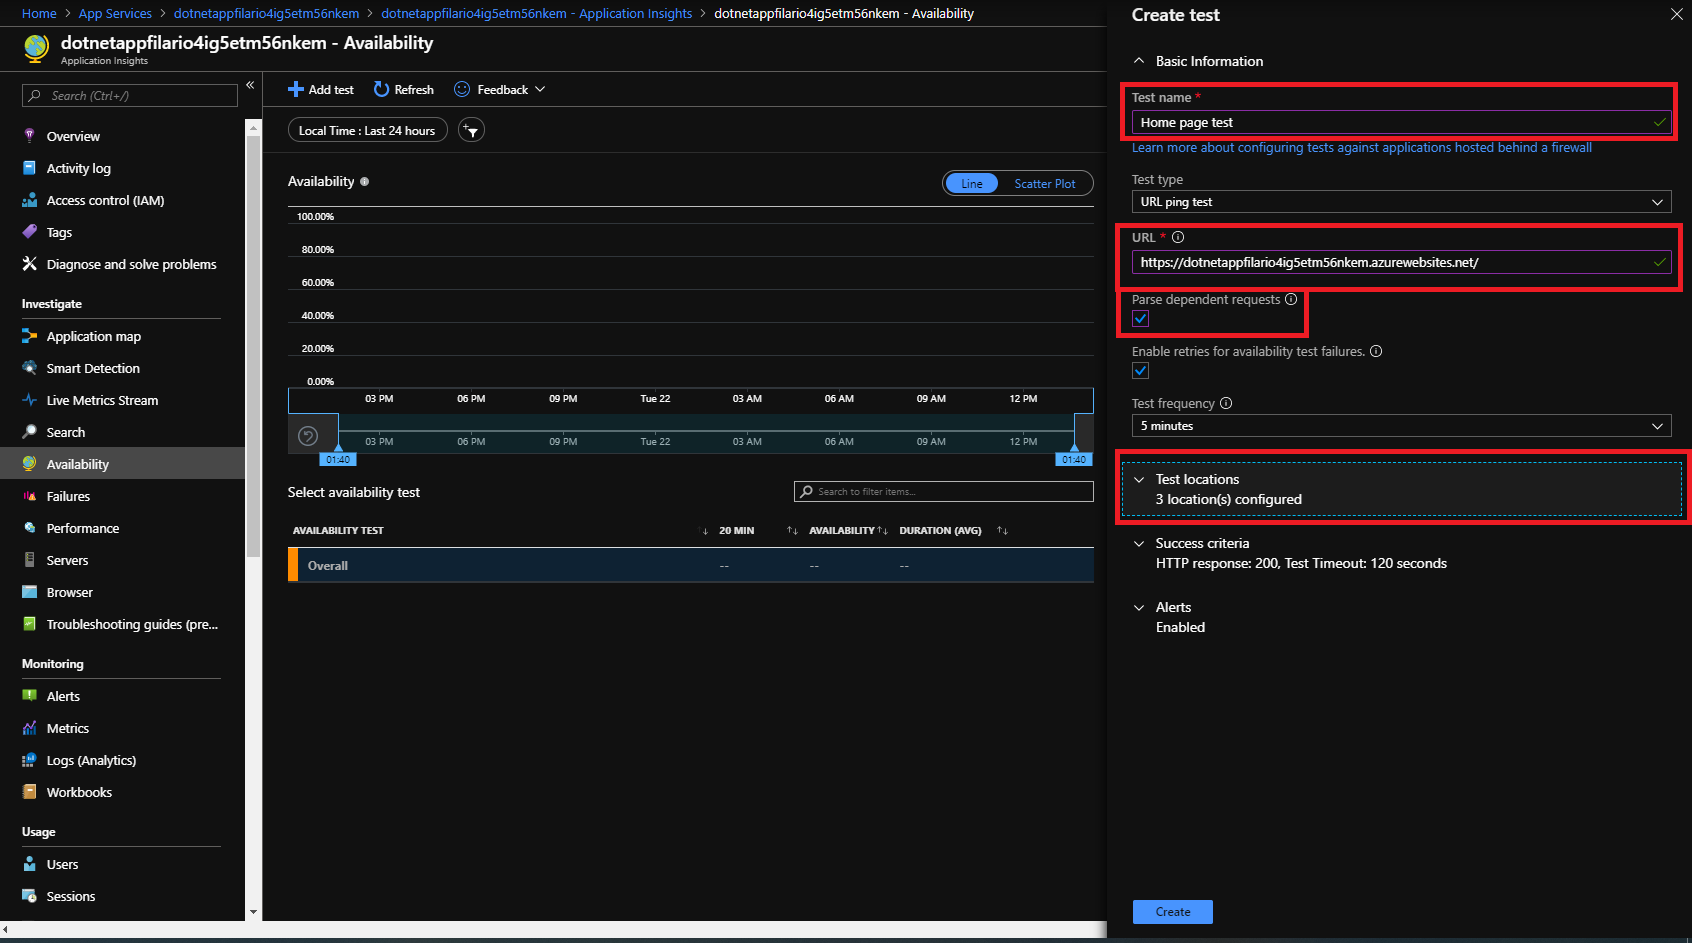 Home > App Services > dotnetappfilario4ig5etm56nkem > dotnetappfilario4ig5etm56nkem - Application Insights > dotnetappfilario4ig5etm56nkem - Availability
dotnetappfilario4ig5etm56nkem - Availability
Application Insights
Search (Ctrl+/)
Overview
Activity log
Access control (IAM)
Tags
Diagnose and solve problems
Investigate
Application map
Smart Detection
Live Metrics Stream
Search
Availability
Failures
Performance
Servers
Browser
Troubleshooting guides (pre...
Monitoring
Alerts
Metrics
Logs (Analytics)
Workbooks
Usage
Users
Sessions
Add test Refresh Feedback
Local Time : Last 24 hours
Availability
Line Scatter Plot
100.00%
80.00%
60.00%
40.00%
20.00%
0.00%
03 PM 06 PM 09 PM Tue 22 03 AM 06 AM 09 AM 12 PM
03 PM 06 PM 09 PM Tue 22 03 AM 06 AM 09 AM 12 PM
01:40 01:40
Select availability test
Search to filter items...
AVAILABILITY TEST 20 MIN AVAILABILITY DURATION (AVG)
Overall -- -- --
Create test
Basic Information
Test name *
Home page test
Learn more about configuring tests against applications hosted behind a firewall
Test type
URL ping test
URL *
https://dotnetappfilario4ig5etm56nkem.azurewebsites.net/
Parse dependent requests
Enable retries for availability test failures.
Test frequency
5 minutes
Test locations
3 location(s) configured
Success criteria
HTTP response: 200, Test Timeout: 120 seconds
Alerts
Enabled
Create